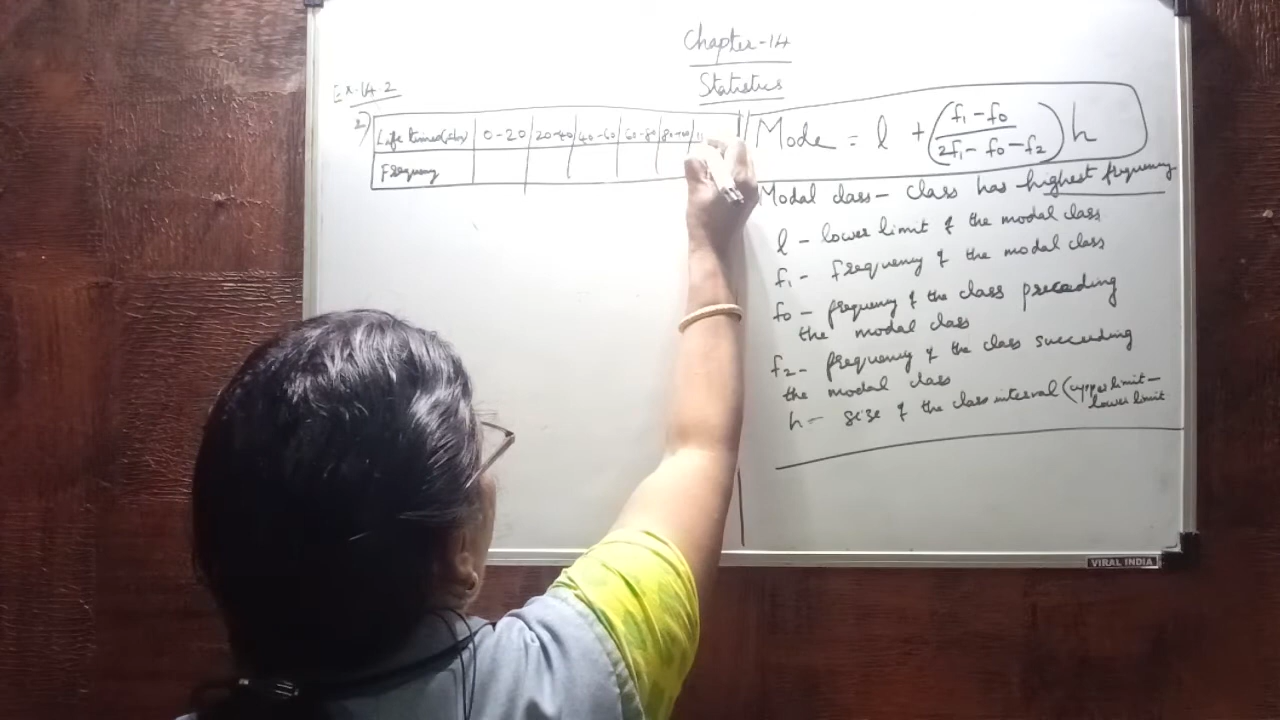 Chapter-14
Statistics
Ex.14.2
2)
Life times(hrs) 0-20 20-40 40-60 60-80 80-100
Frequency
Mode = l + (f₁ - f₀ / 2f₁ - f₀ - f₂) h
Modal class - class has highest frequency
l - lower limit of the modal class
f₁ - frequency of the modal class
f₀ - frequency of the class preceding
the modal class
f₂ - frequency of the class succeeding
the modal class
h - size of the class interval (upper limit -
lower limit
VIRAL INDIA